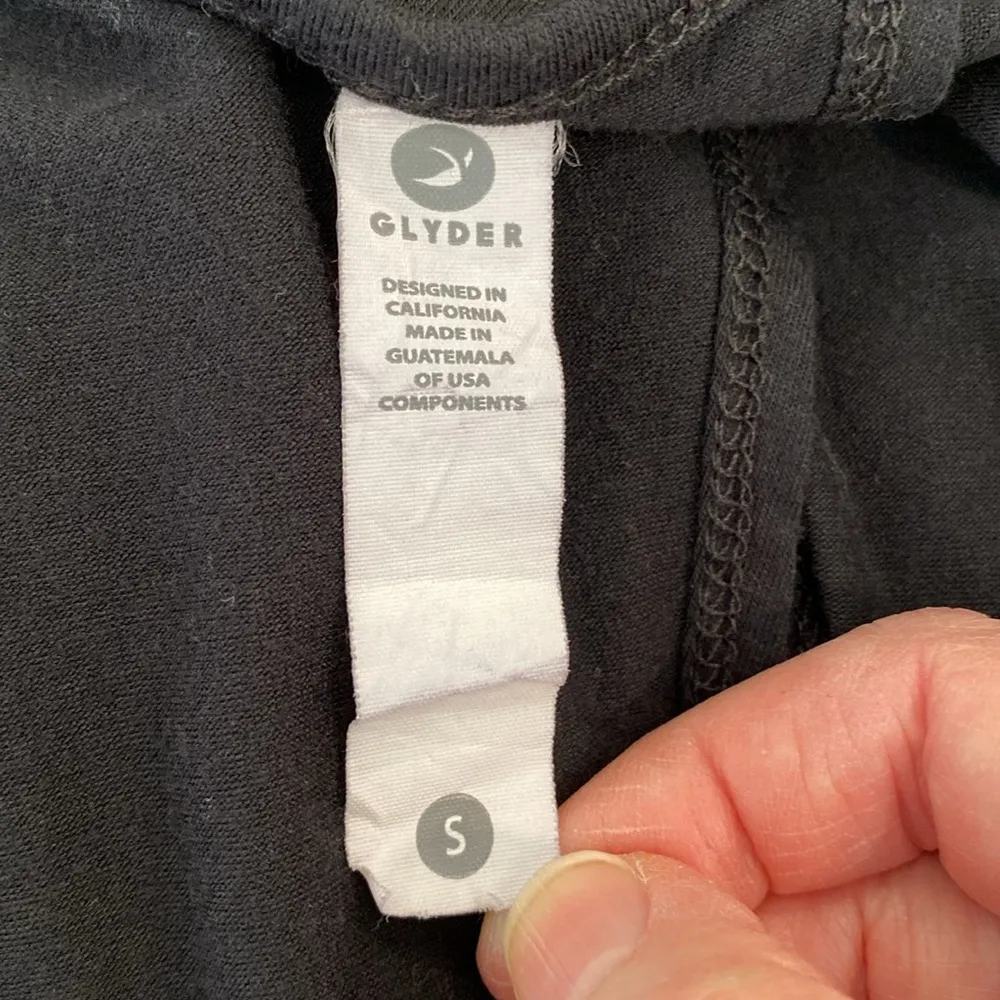 GLYDER
DESIGNED IN
CALIFORNIA
MADE IN
GUATEMALA
OF USA
COMPONENTS
S